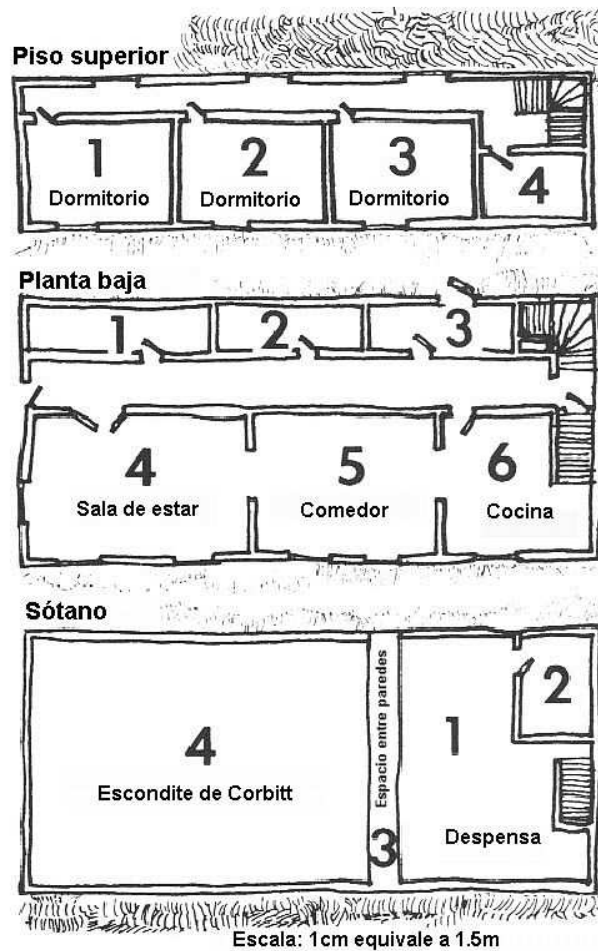 Piso superior
1
Dormitorio
2
Dormitorio
3
Dormitorio
4
Planta baja
1
2
3
4
Sala de estar
5
Comedor
6
Cocina
Sótano
4
Escondite de Corbitt
Espacio entre paredes
3
1
Despensa
2
Escala: 1cm equivale a 1.5m